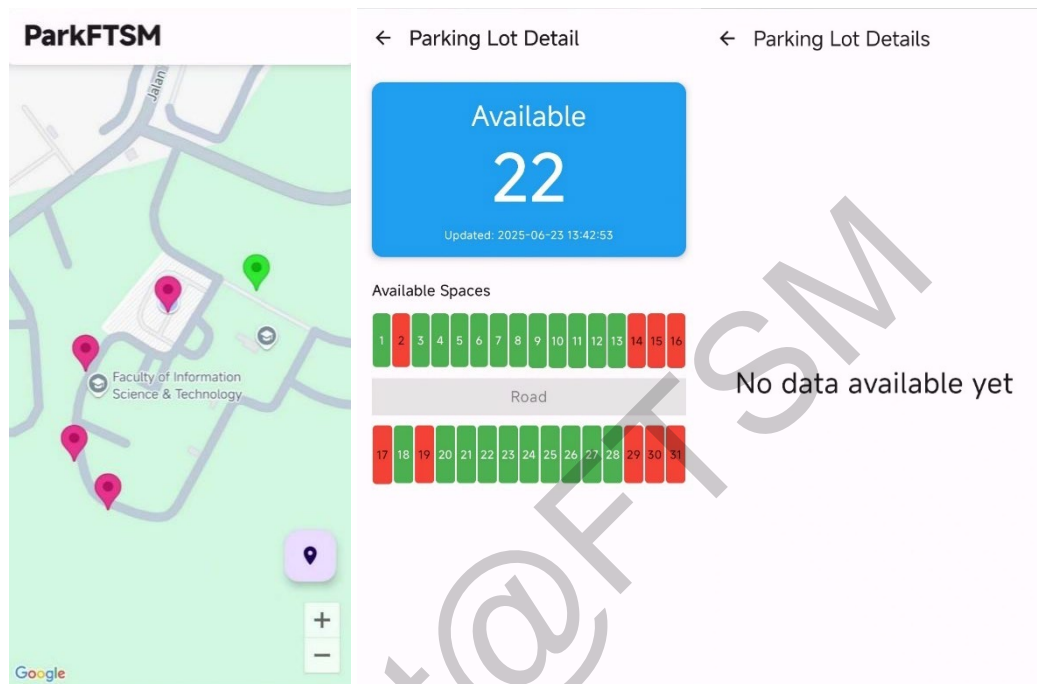 ParkFTSM
Jalan
Faculty of Information
Science & Technology
+
−
Google
← Parking Lot Detail
Available
22
Updated: 2025-06-23 13:42:53
Available Spaces
1 2 3 4 5 6 7 8 9 10 11 12 13 14 15 16
Road
17 18 19 20 21 22 23 24 25 26 27 28 29 30 31
← Parking Lot Details
No data available yet
t@FTSM